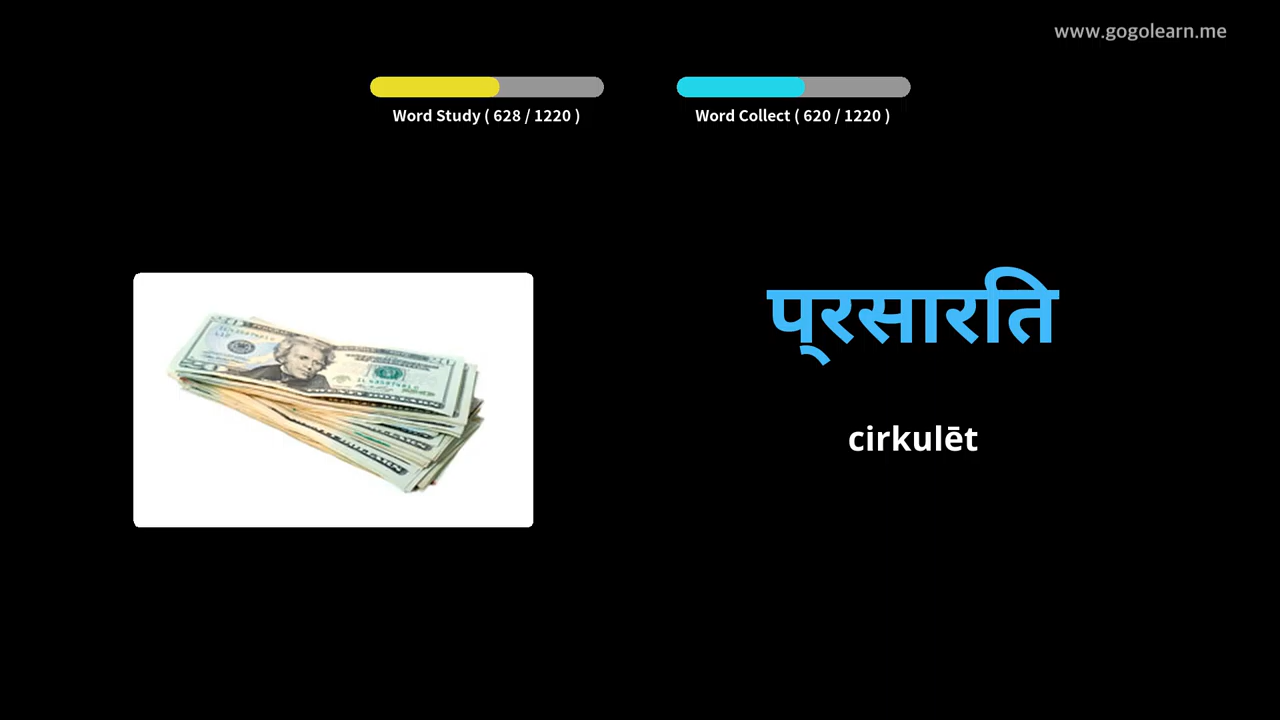 www.gogolearn.me
Word Study ( 628 / 1220 )
Word Collect ( 620 / 1220 )
प्‌रसारति
cirkulēt